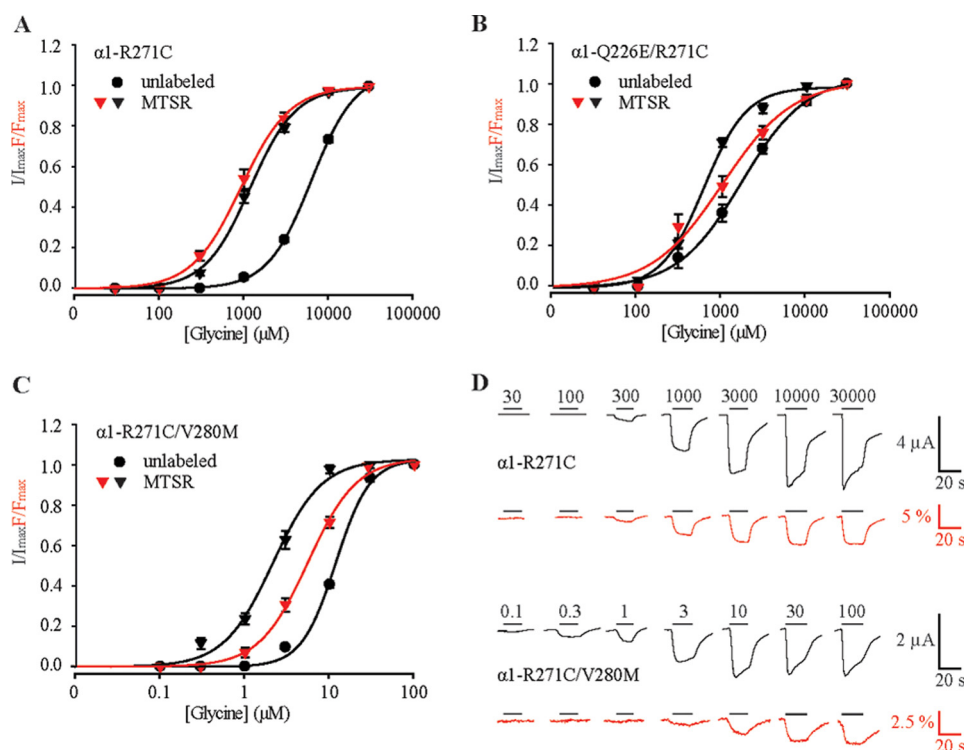 A
α1-R271C
unlabeled
MTSR
I/ImaxF/Fmax
1.2
1.0
0.8
0.6
0.4
0.2
0.0
0 100 1000 10000 100000
[Glycine] (μM)
B
α1-Q226E/R271C
unlabeled
MTSR
I/ImaxF/Fmax
1.2
1.0
0.8
0.6
0.4
0.2
0.0
0 100 1000 10000 100000
[Glycine] (μM)
C
α1-R271C/V280M
unlabeled
MTSR
I/ImaxF/Fmax
1.2
1.0
0.8
0.6
0.4
0.2
0.0
0 0.1 1 10 100
[Glycine] (μM)
D
30 100 300 1000 3000 10000 30000
α1-R271C
4 μA
20 s
5 %
20 s
0.1 0.3 1 3 10 30 100
α1-R271C/V280M
2 μA
20 s
2.5 %
20 s